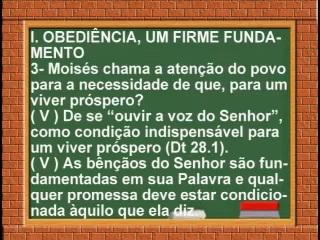 I. OBEDIÊNCIA, UM FIRME FUNDA-
MENTO
3- Moisés chama a atenção do povo
para a necessidade de que, para um
viver próspero?
( V ) De se “ouvir a voz do Senhor”,
como condição indispensável para
um viver próspero (Dt 28.1).
( V ) As bênçãos do Senhor são fun-
damentadas em sua Palavra e qual-
quer promessa deve estar condicio-
nada àquilo que ela diz.